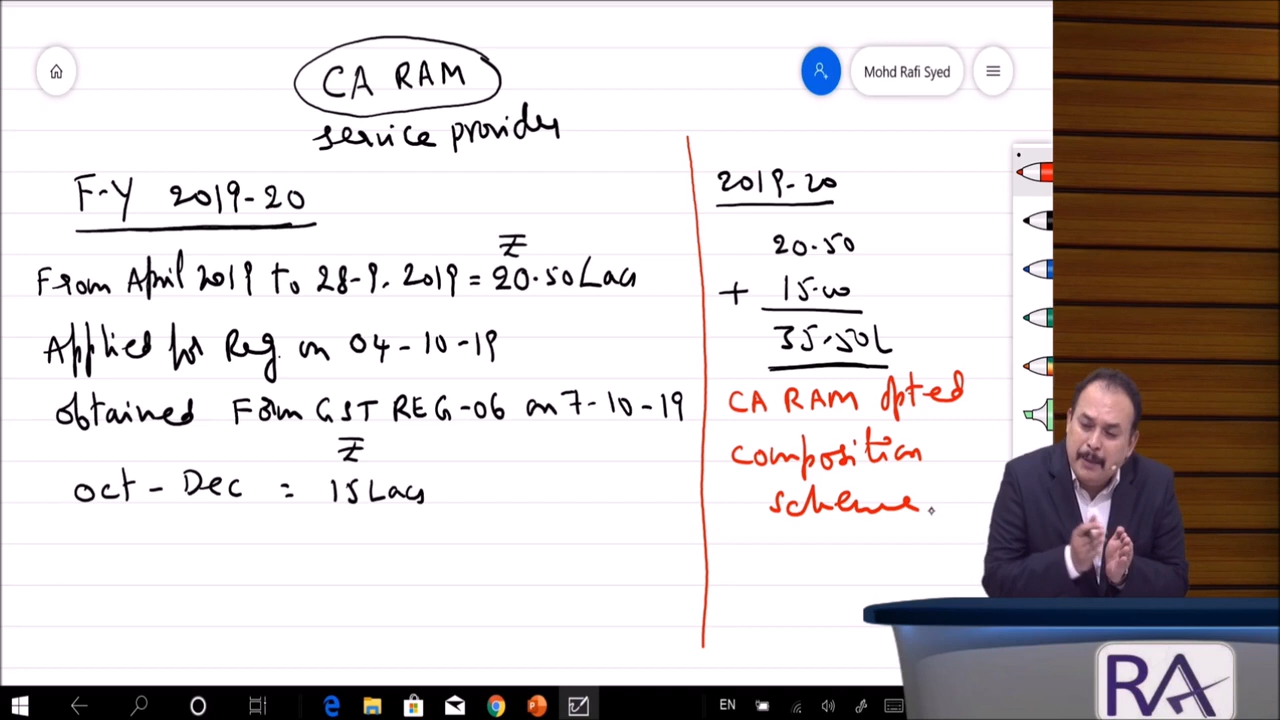 CA RAM
service provider
Mohd Rafi Syed
F-Y 2019-20
From April 2019 to 28-9.2019 = ₹ 20.50 Lacs
Applied for Reg. on 04-10-19
obtained Form GST REG-06 on 7-10-19
Oct - Dec = ₹ 15 Lacs
2019-20
20.50
+ 15.00
35.50L
CA RAM opted
composition
scheme.
EN
RA